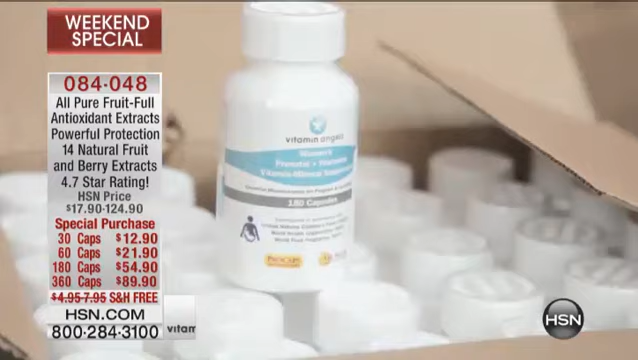 WEEKEND
SPECIAL
084-048
All Pure Fruit-Full
Antioxidant Extracts
Powerful Protection
14 Natural Fruit
and Berry Extracts
4.7 Star Rating!
HSN Price
$17.90-124.90
Special Purchase
30 Caps $12.90
60 Caps $21.90
180 Caps $54.90
360 Caps $89.90
$4.95-7.95 S&H FREE
HSN.COM
800-284-3100
vitam
vitamin angels
Women's
Prenatal +
Vitamin-Mineral
180 Capsules
PROCAPS
HSN